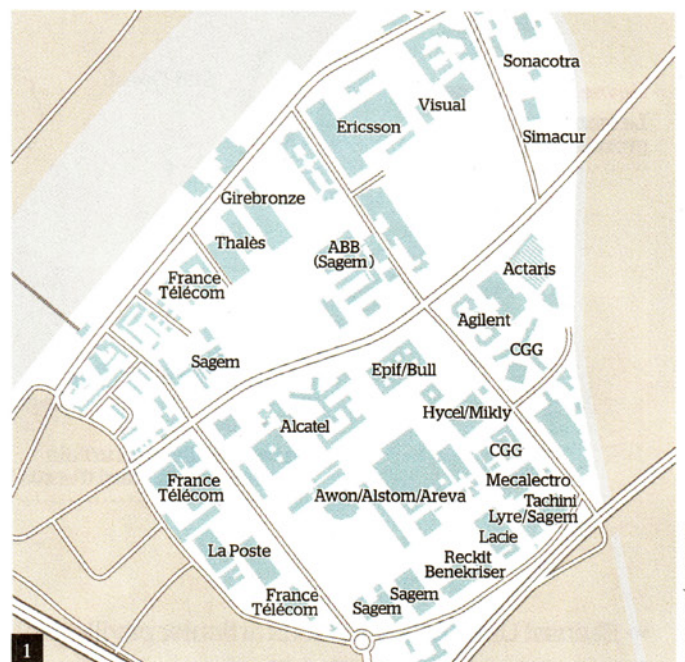 Sonacotra
Visual
Ericsson
Simacur
Girebronze
Thalès
ABB
(Sagem)
Actaris
France
Télécom
Agilent
CGG
Sagem
Epif/Bull
Hycel/Mikly
Alcatel
CGG
France
Télécom
Mecalectro
Awon/Alstom/Areva
Tachini
Lyre/Sagem
Lacie
La Poste
Reckit
Benekriser
France
Télécom
Sagem
Sagem
1